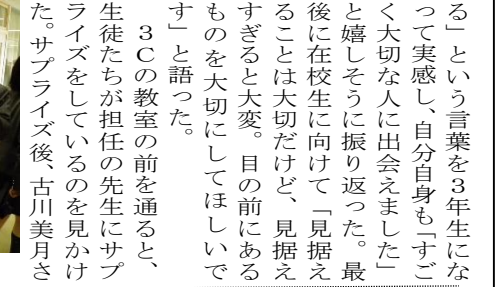 る」という言葉を3年生にな
って実感し、自分自身も「すご
く大切な人に出会えました」
と嬉しそうに振り返った。最
後に在校生に向けて「見据え
ることは大切だけど、見据え
すぎると大変。目の前にある
ものを大切にしてほしいで
す」と語った。
３Cの教室の前を通ると、
生徒たちが担任の先生にサプ
ライズをしているのを見かけ
た。サプライズ後、古川美月さ